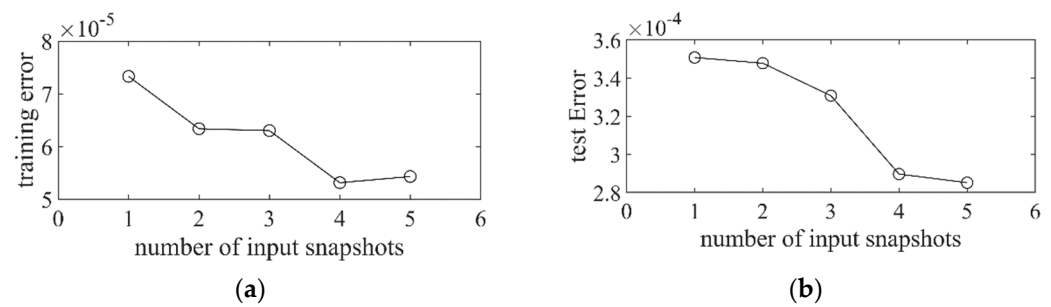 ×10⁻⁵
8
7
6
5
training error
0 1 2 3 4 5 6
number of input snapshots
(a)
×10⁻⁴
3.6
3.4
3.2
3
2.8
test Error
0 1 2 3 4 5 6
number of input snapshots
(b)